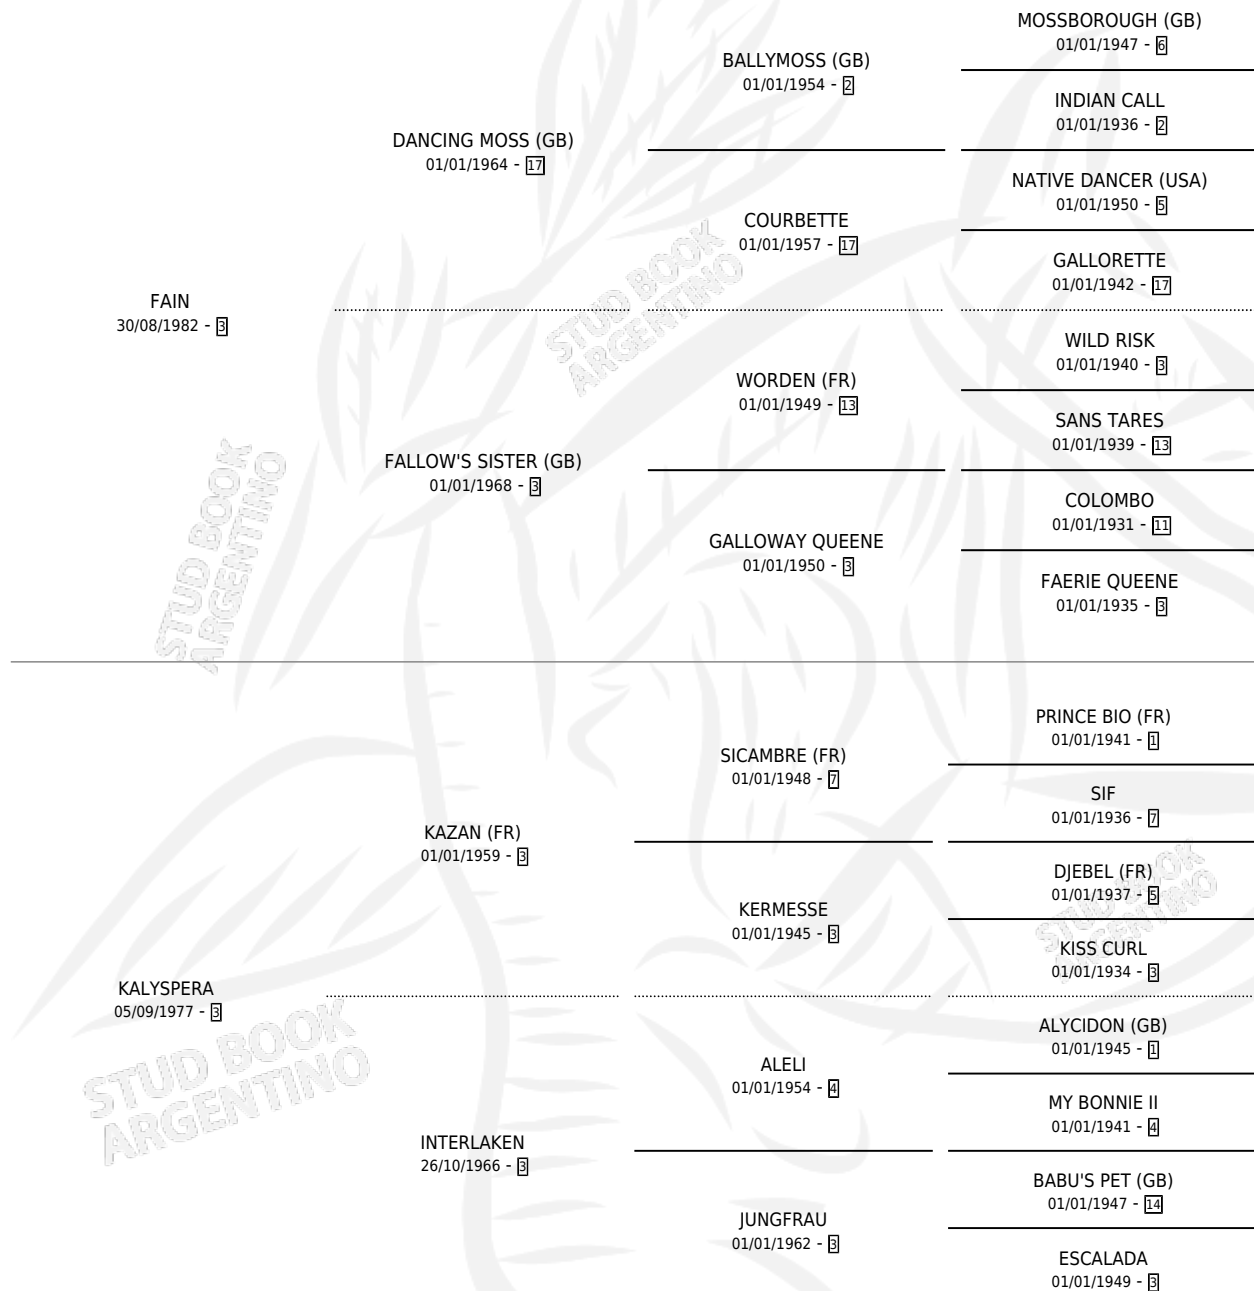 MOSSBOROUGH (GB)
01/01/1947 - 6
BALLYMOSS (GB)
01/01/1954 - 2
INDIAN CALL
01/01/1936 - 2
DANCING MOSS (GB)
01/01/1964 - 17
NATIVE DANCER (USA)
01/01/1950 - 5
COURBETTE
01/01/1957 - 17
GALLORETTE
01/01/1942 - 17
FAIN
30/08/1982 - 3
WILD RISK
01/01/1940 - 3
WORDEN (FR)
01/01/1949 - 13
SANS TARES
01/01/1939 - 13
FALLOW'S SISTER (GB)
01/01/1968 - 3
COLOMBO
01/01/1931 - 11
GALLOWAY QUEENE
01/01/1950 - 3
FAERIE QUEENE
01/01/1935 - 3
PRINCE BIO (FR)
01/01/1941 - 1
SICAMBRE (FR)
01/01/1948 - 7
SIF
01/01/1936 - 7
KAZAN (FR)
01/01/1959 - 3
DJEBEL (FR)
01/01/1937 - 5
KERMESSE
01/01/1945 - 3
KISS CURL
01/01/1934 - 3
KALYSPERA
05/09/1977 - 3
ALYCIDON (GB)
01/01/1945 - 1
ALELI
01/01/1954 - 4
MY BONNIE II
01/01/1941 - 4
INTERLAKEN
26/10/1966 - 3
BABU'S PET (GB)
01/01/1947 - 14
JUNGFRAU
01/01/1962 - 3
ESCALADA
01/01/1949 - 3
STUD BOOK
ARGENTINO
STUD BOOK
ARGENTINO
STUD BOOK
ARGENTINO
STUD BOOK
ARGENTINO